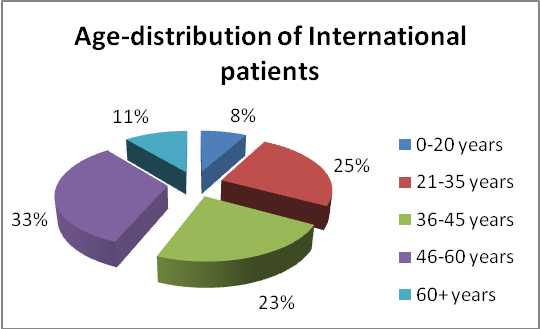 Age-distribution of International
patients
11%
8%
25%
33%
23%
0-20 years
21-35 years
36-45 years
46-60 years
60+ years